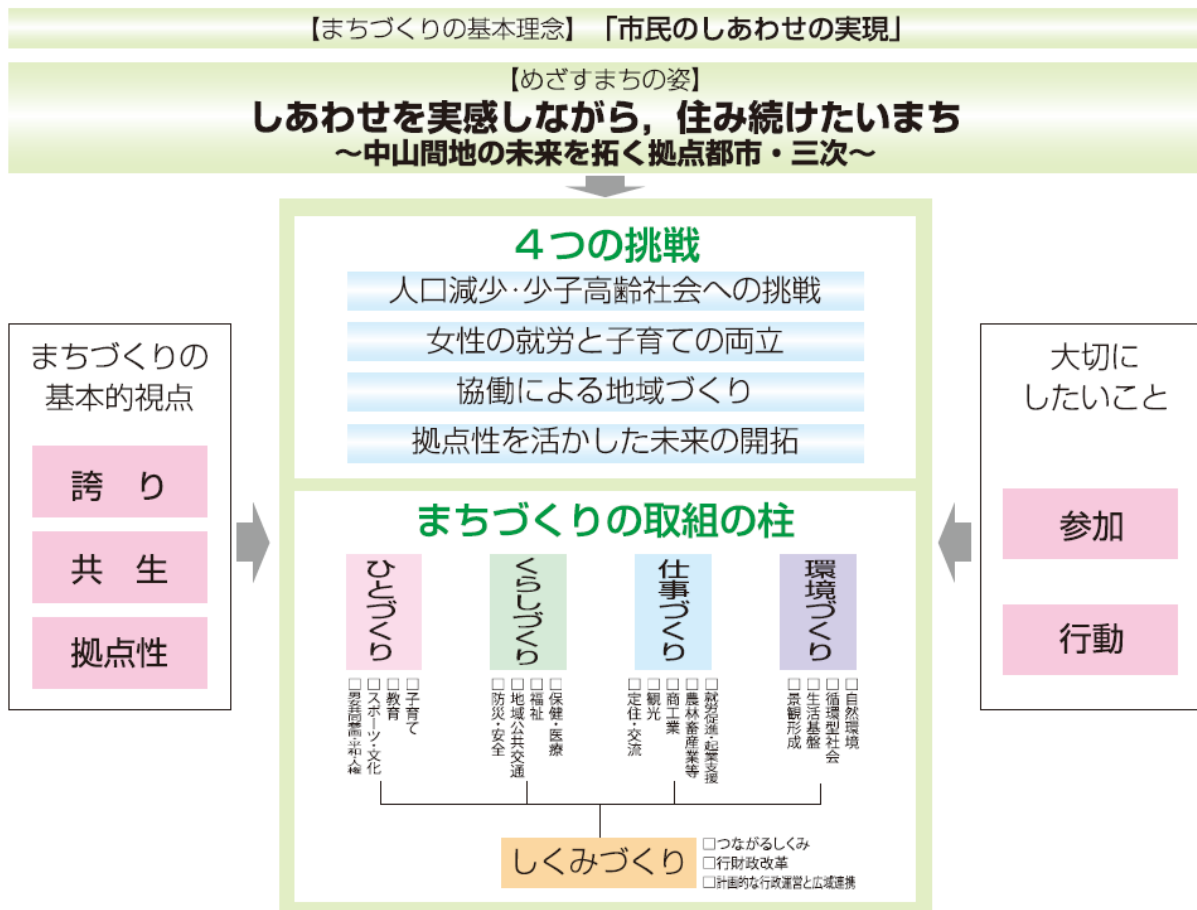 【まちづくりの基本理念】「市民のしあわせの実現」
【めざすまちの姿】
しあわせを実感しながら，住み続けたいまち
～中山間地の未来を拓く拠点都市・三次～
4つの挑戦
人口減少・少子高齢社会への挑戦
女性の就労と子育ての両立
協働による地域づくり
拠点性を活かした未来の開拓
まちづくりの
基本的視点
誇り
共生
拠点性
大切に
したいこと
参加
行動
まちづくりの取組の柱
ひとづくり
□子育て
□教育
□スポーツ・文化
□男女共同参画・平和・人権
くらしづくり
□保健・医療
□福祉
□地域公共交通
□防災・安全
仕事づくり
□就労促進・起業支援
□農林畜産業等
□商工業
□観光
□定住・交流
環境づくり
□自然環境
□循環型社会
□生活基盤
□景観形成
しくみづくり
□つながるしくみ
□行財政改革
□計画的な行政運営と広域連携